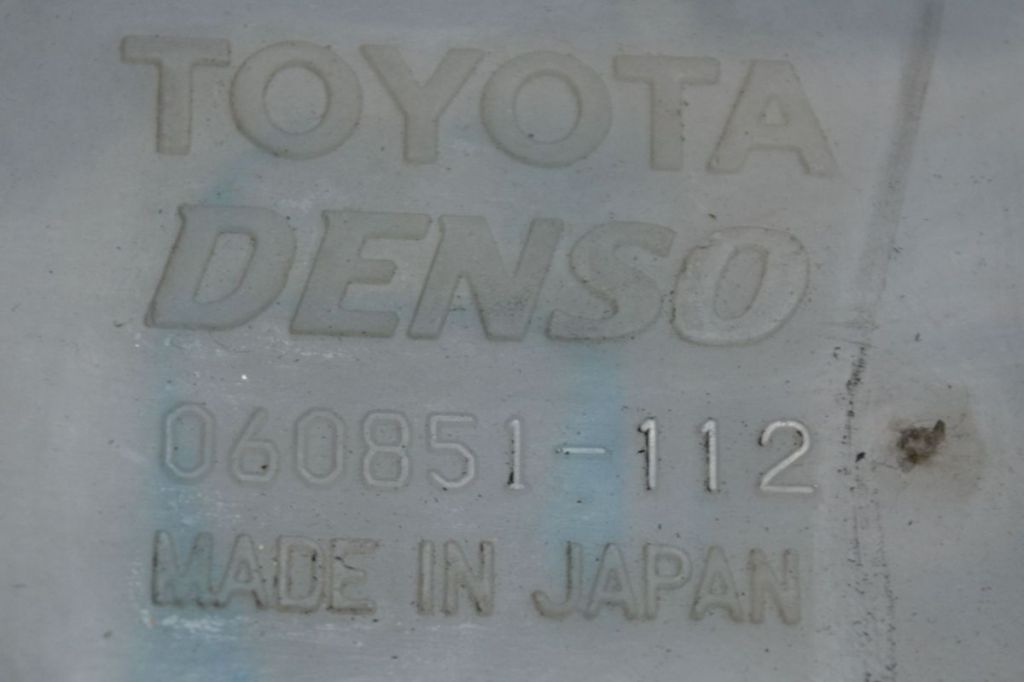 TOYOTA
DENSO
060851-112
MADE IN JAPAN